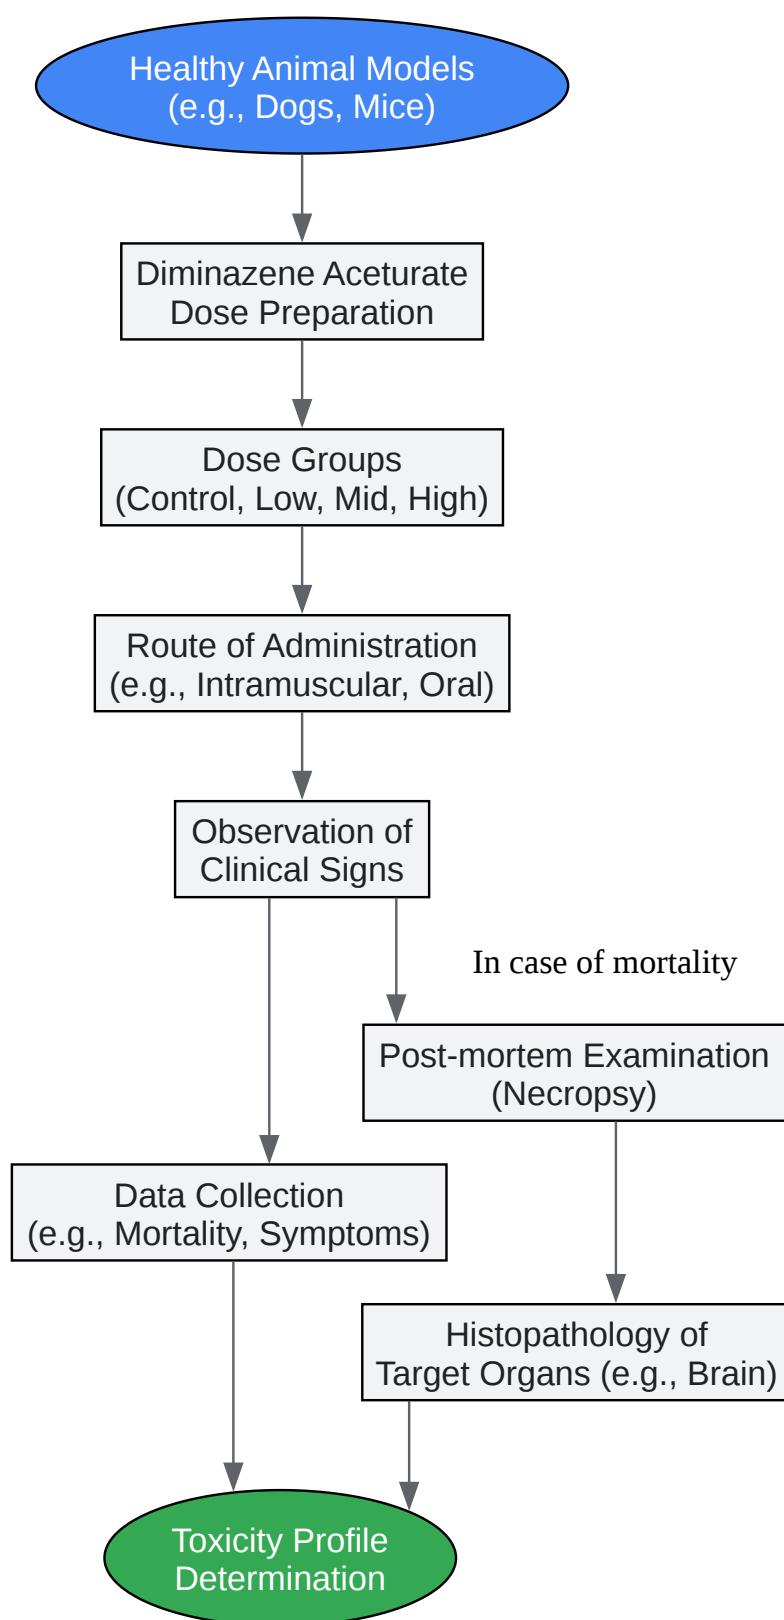 Healthy Animal Models
(e.g., Dogs, Mice)
Diminazene Aceturate
Dose Preparation
Dose Groups
(Control, Low, Mid, High)
Route of Administration
(e.g., Intramuscular, Oral)
Observation of
Clinical Signs
In case of mortality
Post-mortem Examination
(Necropsy)
Data Collection
(e.g., Mortality, Symptoms)
Histopathology of
Target Organs (e.g., Brain)
Toxicity Profile
Determination